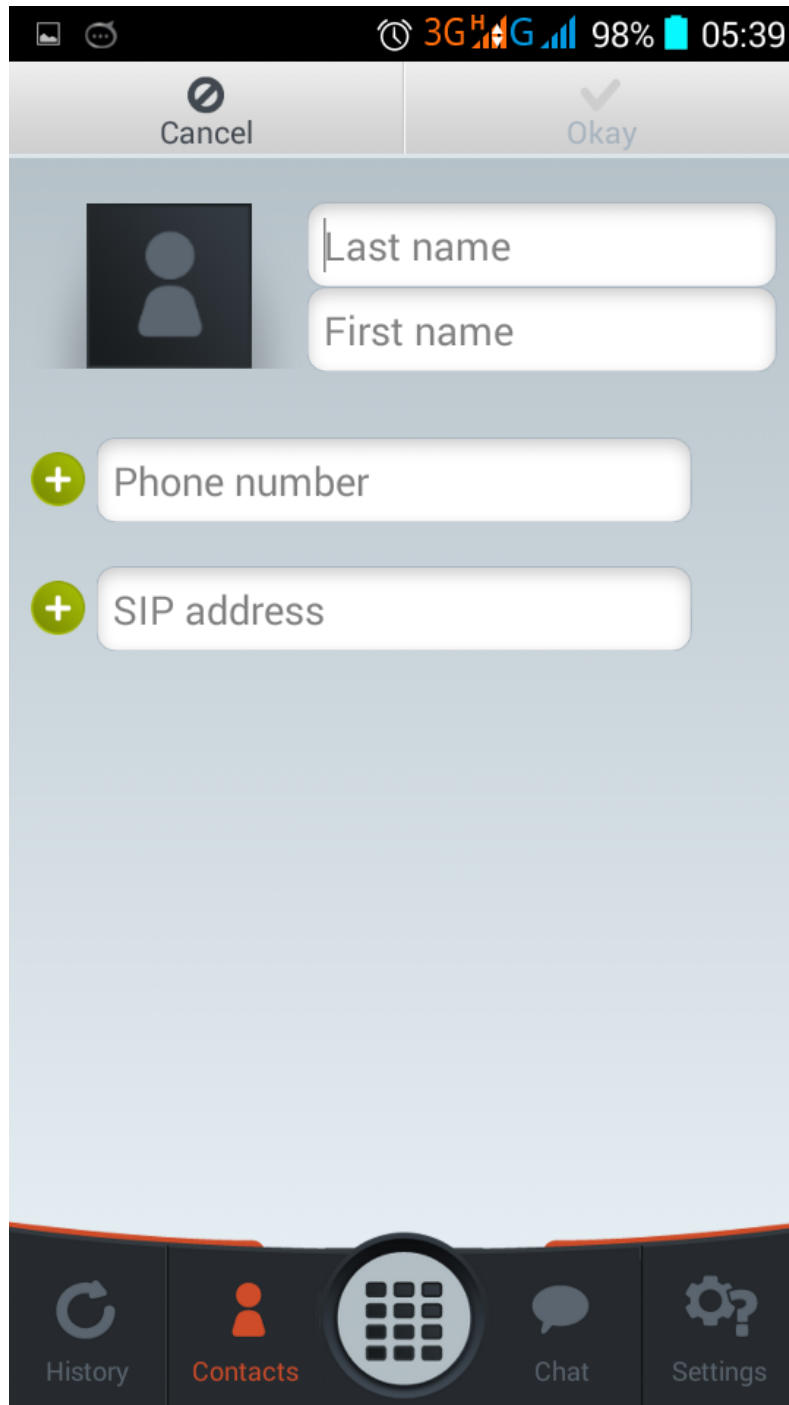 3G H G 98% 05:39
Cancel Okay
Last name
First name
Phone number
SIP address
History Contacts Chat Settings